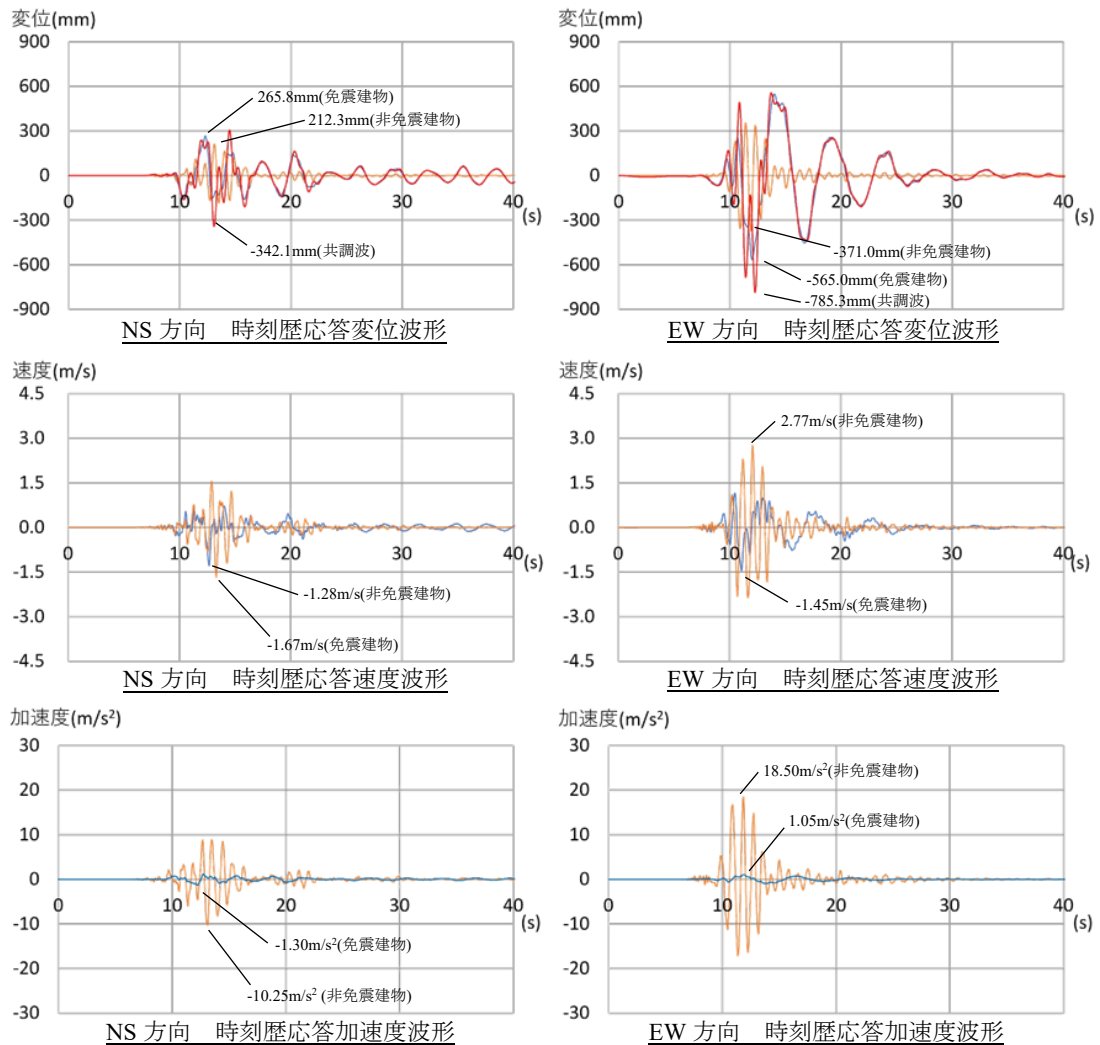 変位(mm)
900
600
300
0
-300
-600
-900
0
10
20
30
40
(s)
265.8mm(免震建物)
212.3mm(非免震建物)
-342.1mm(共調波)
NS 方向 時刻歴応答変位波形
変位(mm)
900
600
300
0
-300
-600
-900
0
10
20
30
40
(s)
-371.0mm(非免震建物)
-565.0mm(免震建物)
-785.3mm(共調波)
EW 方向 時刻歴応答変位波形
速度(m/s)
4.5
3.0
1.5
0.0
-1.5
-3.0
-4.5
0
10
20
30
40
(s)
-1.28m/s(非免震建物)
-1.67m/s(免震建物)
NS 方向 時刻歴応答速度波形
速度(m/s)
4.5
3.0
1.5
0.0
-1.5
-3.0
-4.5
0
10
20
30
40
(s)
2.77m/s(非免震建物)
-1.45m/s(免震建物)
EW 方向 時刻歴応答速度波形
加速度(m/s²)
30
20
10
0
-10
-20
-30
0
10
20
30
40
(s)
-1.30m/s²(免震建物)
-10.25m/s² (非免震建物)
NS 方向 時刻歴応答加速度波形
加速度(m/s²)
30
20
10
0
-10
-20
-30
0
10
20
30
40
(s)
18.50m/s²(非免震建物)
1.05m/s²(免震建物)
EW 方向 時刻歴応答加速度波形